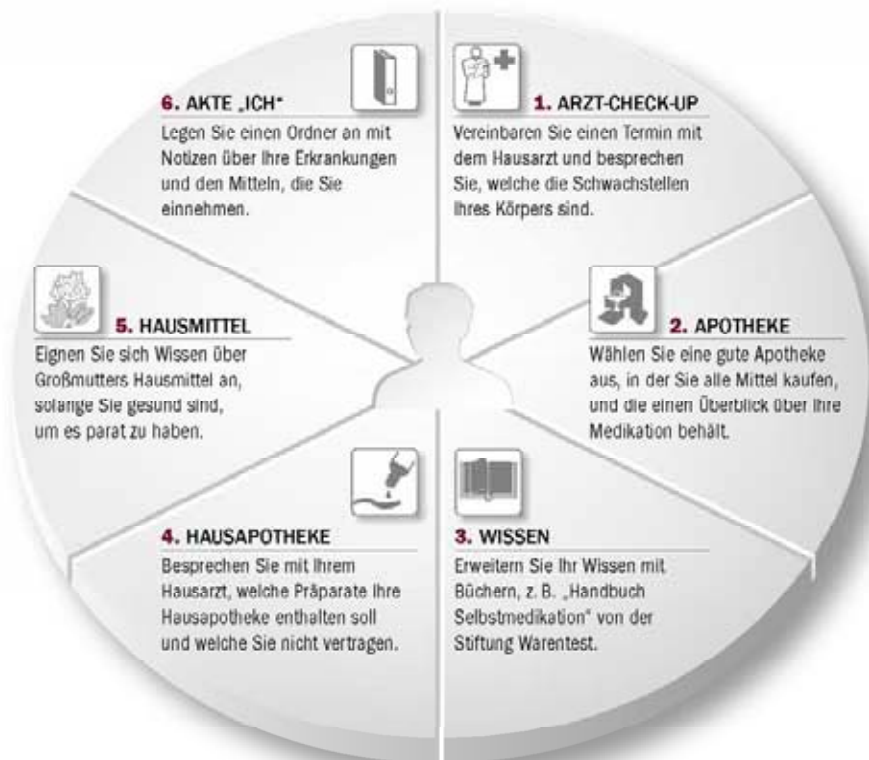 1. ARZT-CHECK-UP
Vereinbaren Sie einen Termin mit
dem Hausarzt und besprechen
Sie, welche die Schwachstellen
Ihres Körpers sind.
2. APOTHEKE
Wählen Sie eine gute Apotheke
aus, in der Sie alle Mittel kaufen,
und die einen Überblick über Ihre
Medikation behält.
3. WISSEN
Erweitern Sie Ihr Wissen mit
Büchern, z. B. „Handbuch
Selbstmedikation“ von der
Stiftung Warentest.
4. HAUSAPOTHEKE
Besprechen Sie mit Ihrem
Hausarzt, welche Präparate Ihre
Hausapotheke enthalten soll
und welche Sie nicht vertragen.
5. HAUSMITTEL
Eignen Sie sich Wissen über
Großmutters Hausmittel an,
solange Sie gesund sind,
um es parat zu haben.
6. AKTE „ICH“
Legen Sie einen Ordner an mit
Notizen über Ihre Erkrankungen
und den Mitteln, die Sie
einnehmen.